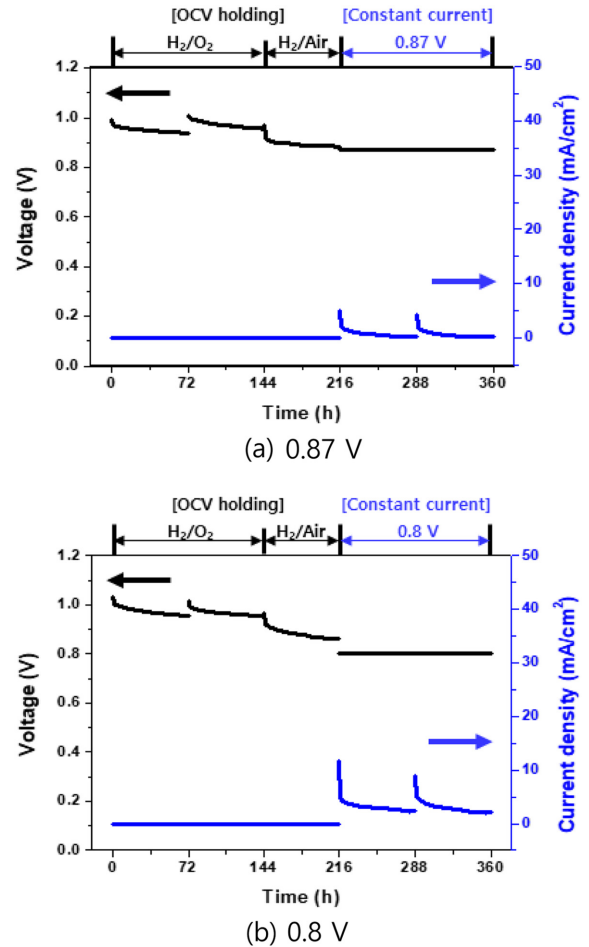 [OCV holding] [Constant current]
H₂/O₂ H₂/Air 0.87 V
1.2 50
1.0 40
0.8 30
0.6 20
0.4 10
0.2 0
0.0
0 72 144 216 288 360
Voltage (V)
Current density (mA/cm²)
Time (h)
(a) 0.87 V
[OCV holding] [Constant current]
H₂/O₂ H₂/Air 0.8 V
1.2 50
1.0 40
0.8 30
0.6 20
0.4 10
0.2 0
0.0
0 72 144 216 288 360
Voltage (V)
Current density (mA/cm²)
Time (h)
(b) 0.8 V